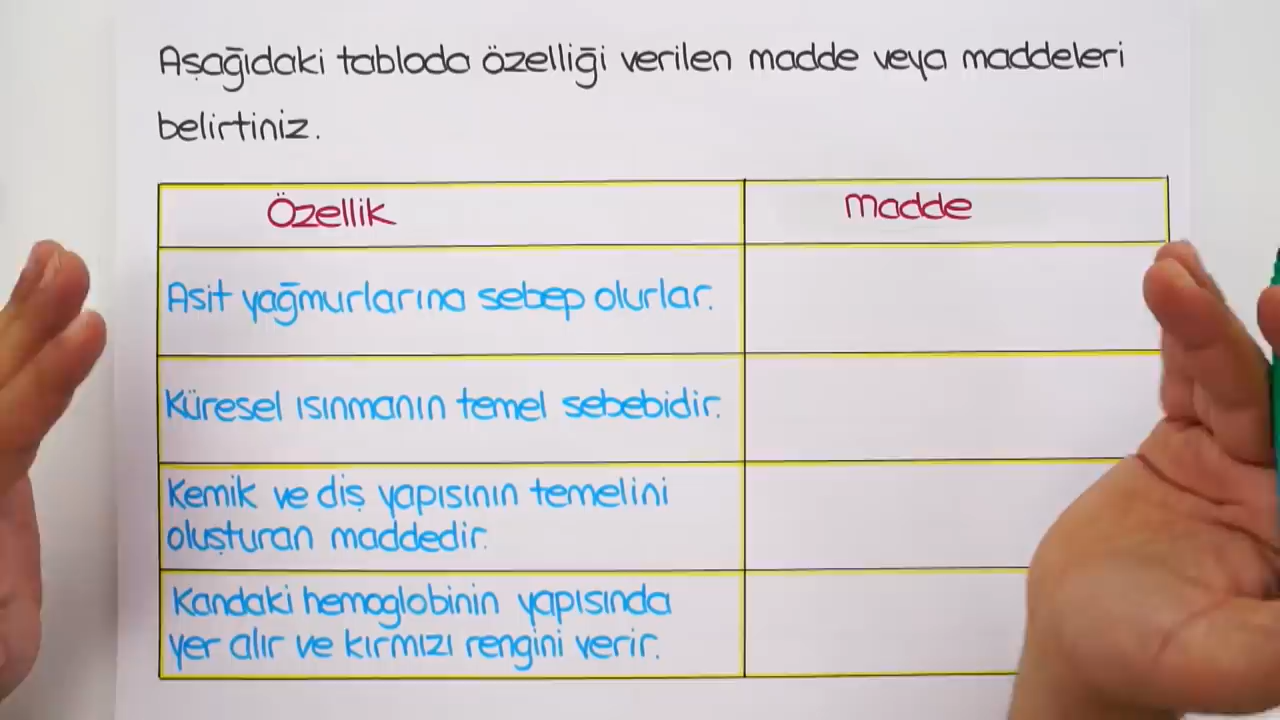 Aşağıdaki tabloda özelliği verilen madde veya maddeleri
belirtiniz.
Özellik
Madde
Asit yağmurlarına sebep olurlar.
Küresel ısınmanın temel sebebidir.
Kemik ve diş yapısının temelini
oluşturan maddedir.
Kandaki hemoglobinin yapısında
yer alır ve kırmızı rengini verir.